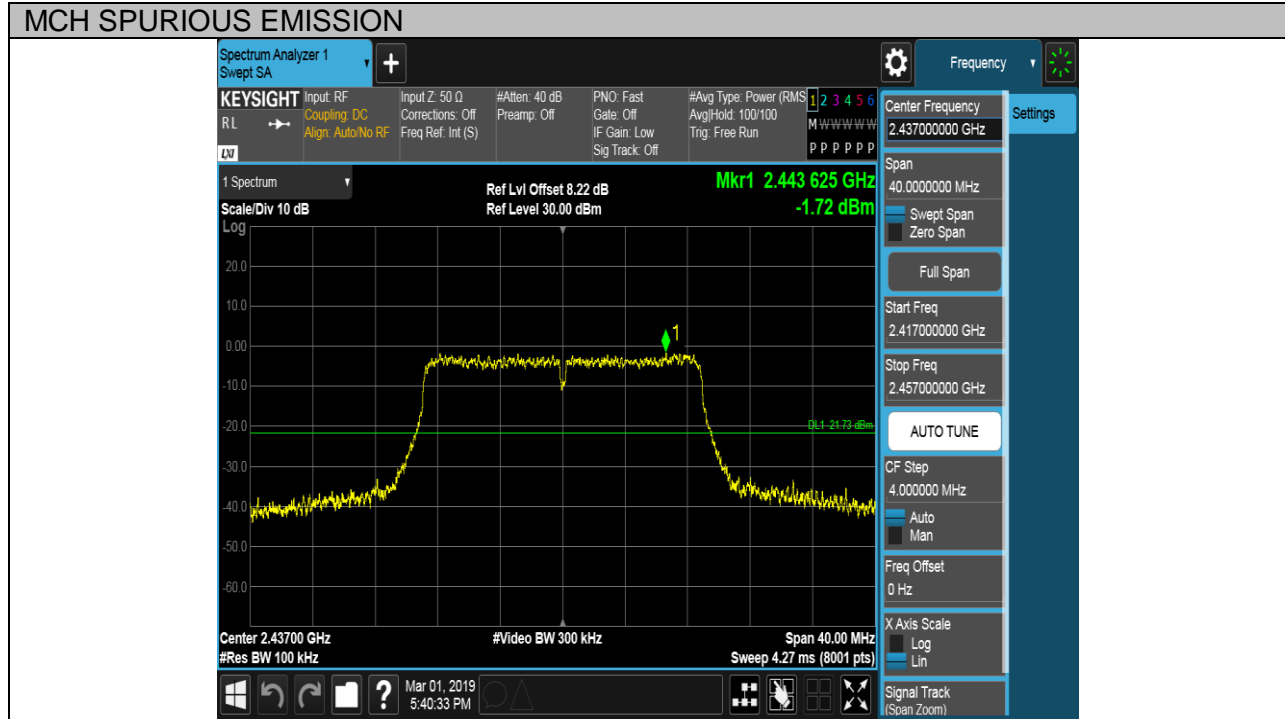 MCH SPURIOUS EMISSION
Spectrum Analyzer 1
Swept SA
+
Frequency
KEYSIGHT
RL
LXI
Input: RF
Coupling: DC
Align: Auto/No RF
Input Z: 50 Ω
Corrections: Off
Freq Ref: Int (S)
#Atten: 40 dB
Preamp: Off
PNO: Fast
Gate: Off
IF Gain: Low
Sig Track: Off
#Avg Type: Power (RMS
Avg|Hold: 100/100
Trig: Free Run
1 2 3 4 5 6
M W W W W W
P P P P P P
1 Spectrum
Scale/Div 10 dB
Ref Lvl Offset 8.22 dB
Ref Level 30.00 dBm
Mkr1 2.443 625 GHz
-1.72 dBm
Log
20.0
10.0
0.00
-10.0
-20.0
-30.0
-40.0
-50.0
-60.0
1
DL1 -21.73 dBm
Center 2.43700 GHz
#Res BW 100 kHz
#Video BW 300 kHz
Span 40.00 MHz
Sweep 4.27 ms (8001 pts)
?
Mar 01, 2019
5:40:33 PM
Center Frequency
2.437000000 GHz
Settings
Span
40.0000000 MHz
Swept Span
Zero Span
Full Span
Start Freq
2.417000000 GHz
Stop Freq
2.457000000 GHz
AUTO TUNE
CF Step
4.000000 MHz
Auto
Man
Freq Offset
0 Hz
X Axis Scale
Log
Lin
Signal Track
(Span Zoom)